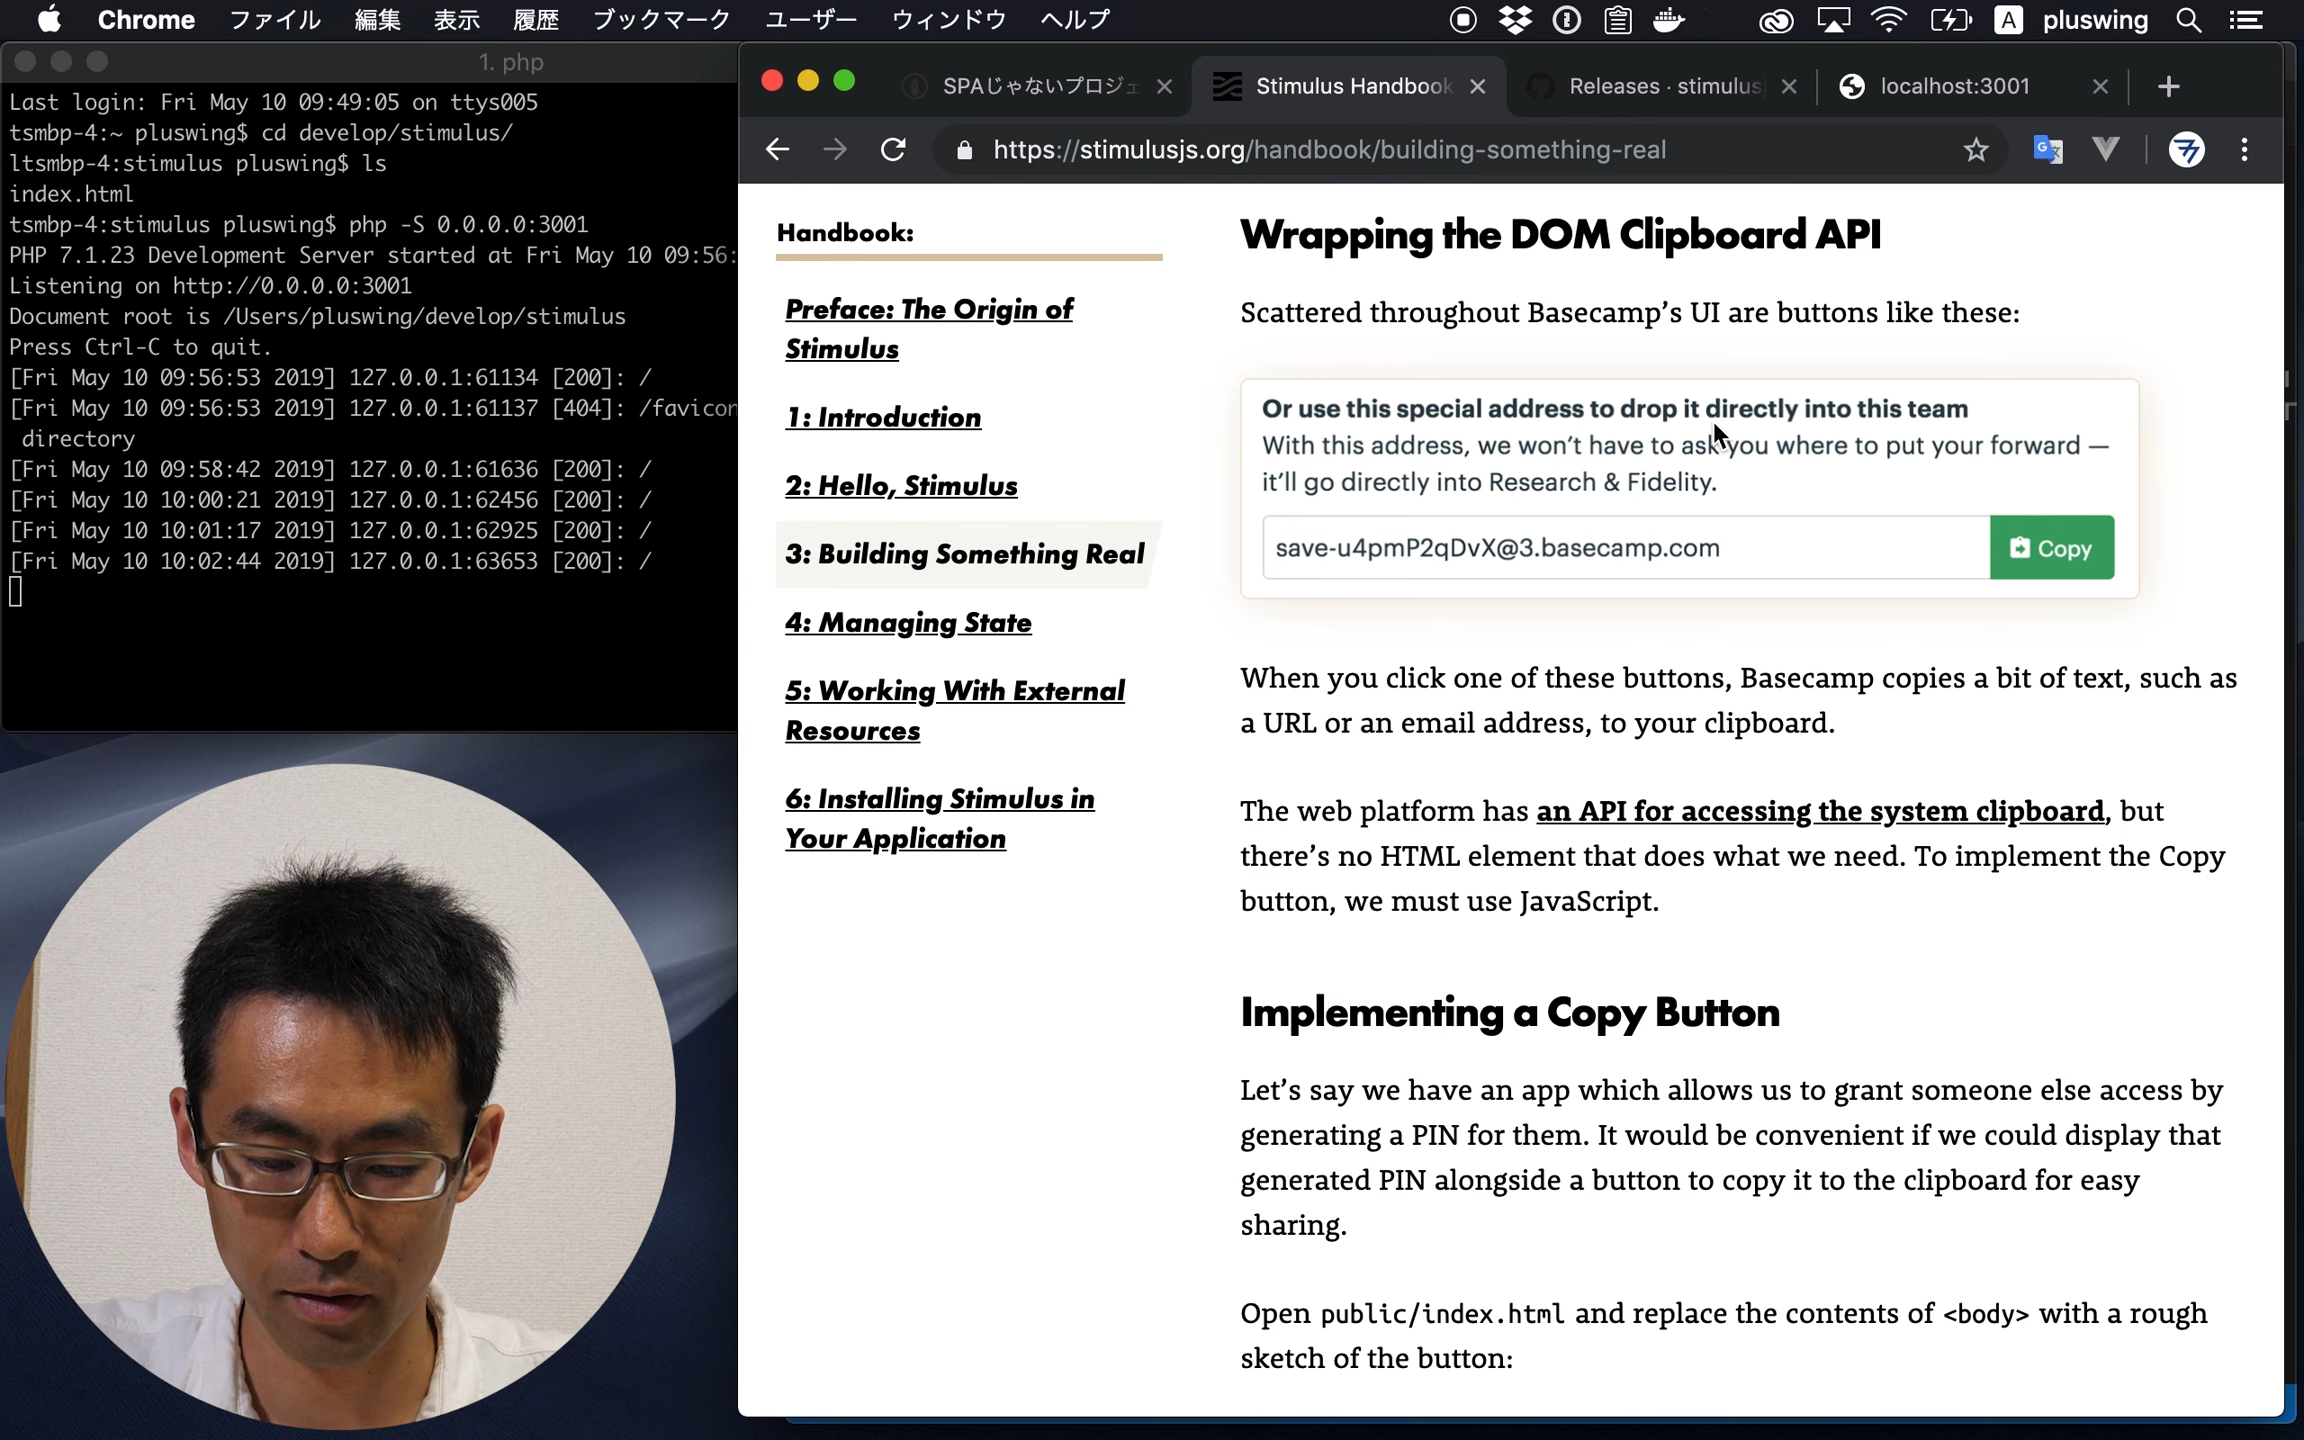 Chrome ファイル 編集 表示 履歴 ブックマーク ユーザー ウィンドウ ヘルプ A pluswing
1. php
Last login: Fri May 10 09:49:05 on ttys005
tsmbp-4:~ pluswing$ cd develop/stimulus/
ltsmbp-4:stimulus pluswing$ ls
index.html
tsmbp-4:stimulus pluswing$ php -S 0.0.0.0:3001
PHP 7.1.23 Development Server started at Fri May 10 09:56:
Listening on http://0.0.0.0:3001
Document root is /Users/pluswing/develop/stimulus
Press Ctrl-C to quit.
[Fri May 10 09:56:53 2019] 127.0.0.1:61134 [200]: /
[Fri May 10 09:56:53 2019] 127.0.0.1:61137 [404]: /favicon
directory
[Fri May 10 09:58:42 2019] 127.0.0.1:61636 [200]: /
[Fri May 10 10:00:21 2019] 127.0.0.1:62456 [200]: /
[Fri May 10 10:01:17 2019] 127.0.0.1:62925 [200]: /
[Fri May 10 10:02:44 2019] 127.0.0.1:63653 [200]: /
SPAじゃないプロジェ Stimulus Handbook Releases · stimulusj localhost:3001
https://stimulusjs.org/handbook/building-something-real
Handbook:
Preface: The Origin of
Stimulus
1: Introduction
2: Hello, Stimulus
3: Building Something Real
4: Managing State
5: Working With External
Resources
6: Installing Stimulus in
Your Application
Wrapping the DOM Clipboard API
Scattered throughout Basecamp’s UI are buttons like these:
Or use this special address to drop it directly into this team
With this address, we won’t have to ask you where to put your forward —
it’ll go directly into Research & Fidelity.
save-u4pmP2qDvX@3.basecamp.com Copy
When you click one of these buttons, Basecamp copies a bit of text, such as
a URL or an email address, to your clipboard.
The web platform has an API for accessing the system clipboard, but
there’s no HTML element that does what we need. To implement the Copy
button, we must use JavaScript.
Implementing a Copy Button
Let’s say we have an app which allows us to grant someone else access by
generating a PIN for them. It would be convenient if we could display that
generated PIN alongside a button to copy it to the clipboard for easy
sharing.
Open public/index.html and replace the contents of <body> with a rough
sketch of the button: